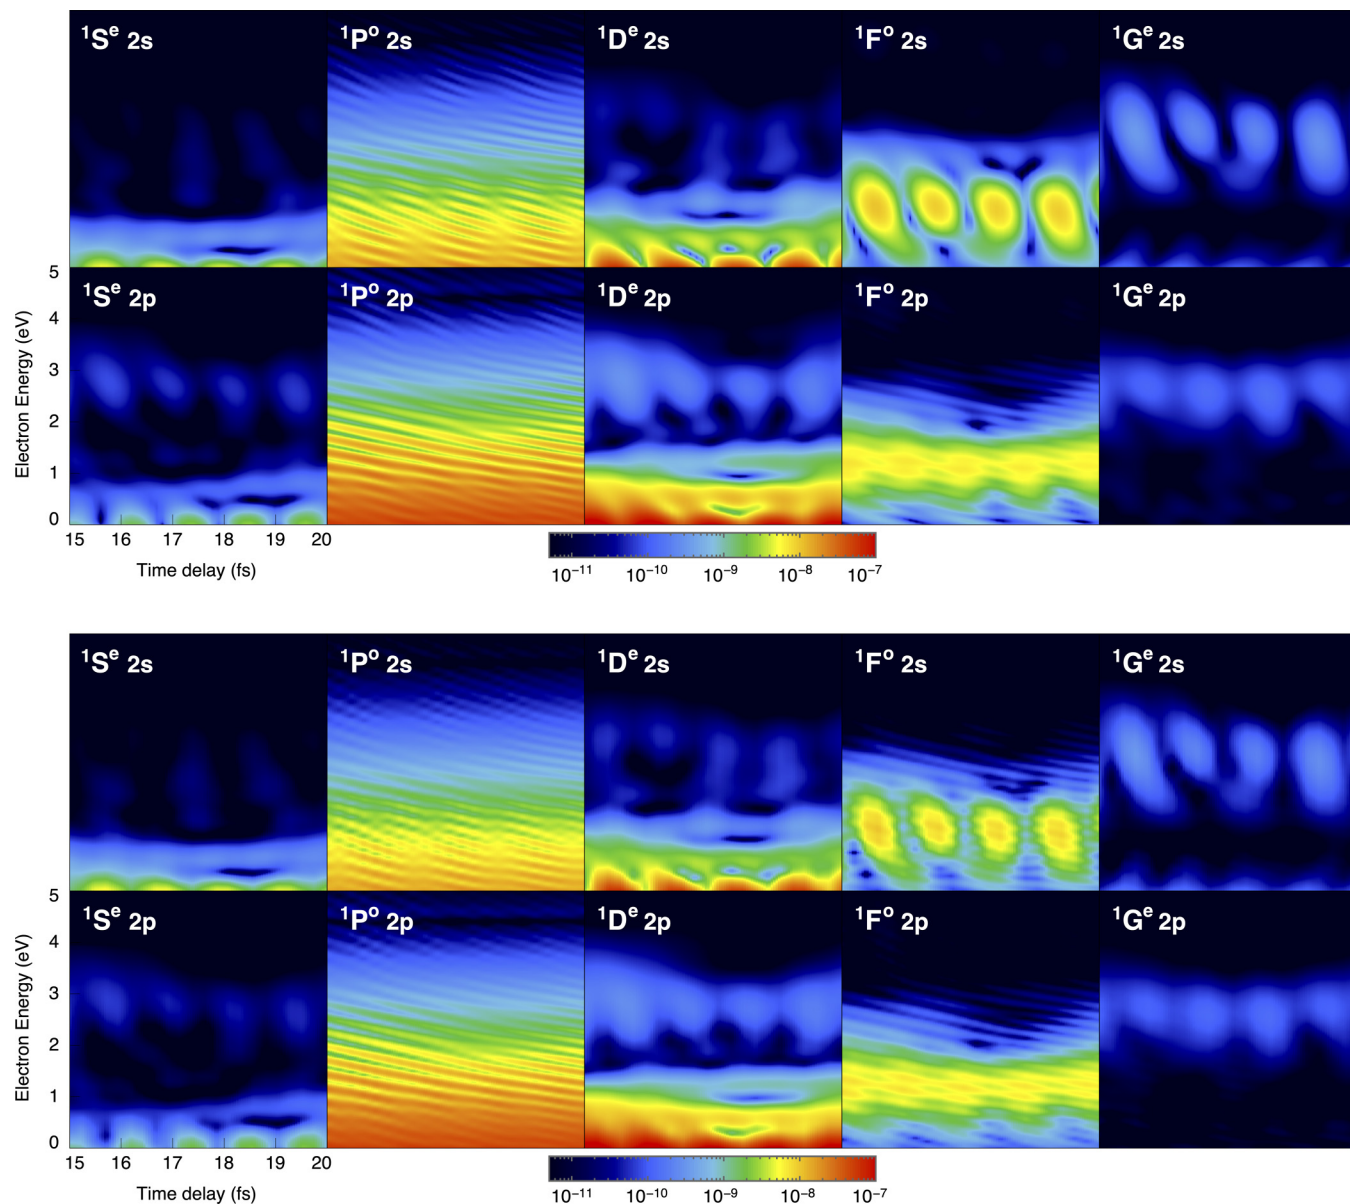 ¹Sᵉ 2s ¹Pᵒ 2s ¹Dᵉ 2s ¹Fᵒ 2s ¹Gᵉ 2s
¹Sᵉ 2p ¹Pᵒ 2p ¹Dᵉ 2p ¹Fᵒ 2p ¹Gᵉ 2p
Electron Energy (eV)
5
4
3
2
1
0
15 16 17 18 19 20
Time delay (fs)
10⁻¹¹ 10⁻¹⁰ 10⁻⁹ 10⁻⁸ 10⁻⁷
¹Sᵉ 2s ¹Pᵒ 2s ¹Dᵉ 2s ¹Fᵒ 2s ¹Gᵉ 2s
¹Sᵉ 2p ¹Pᵒ 2p ¹Dᵉ 2p ¹Fᵒ 2p ¹Gᵉ 2p
Electron Energy (eV)
5
4
3
2
1
0
15 16 17 18 19 20
Time delay (fs)
10⁻¹¹ 10⁻¹⁰ 10⁻⁹ 10⁻⁸ 10⁻⁷